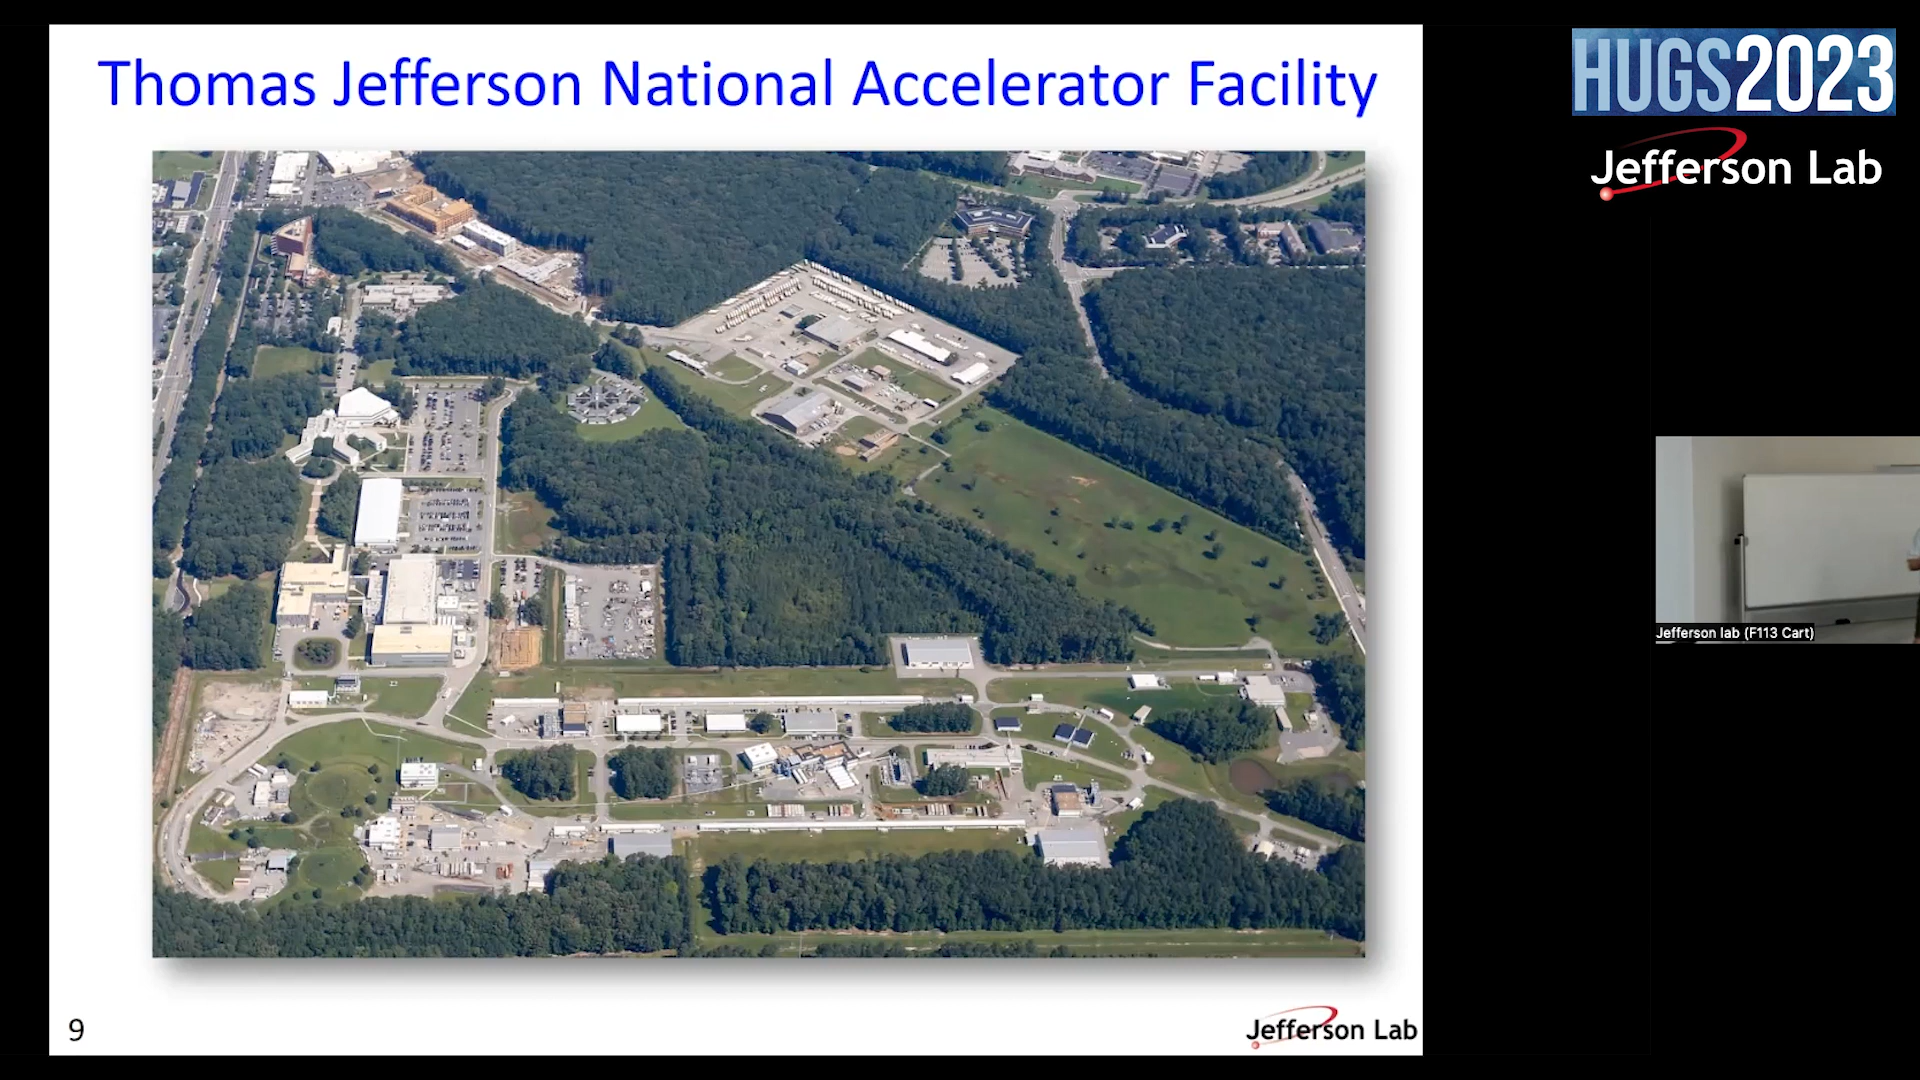 Thomas Jefferson National Accelerator Facility
HUGS2023
Jefferson Lab
Jefferson lab (F113 Cart)
9
Jefferson Lab